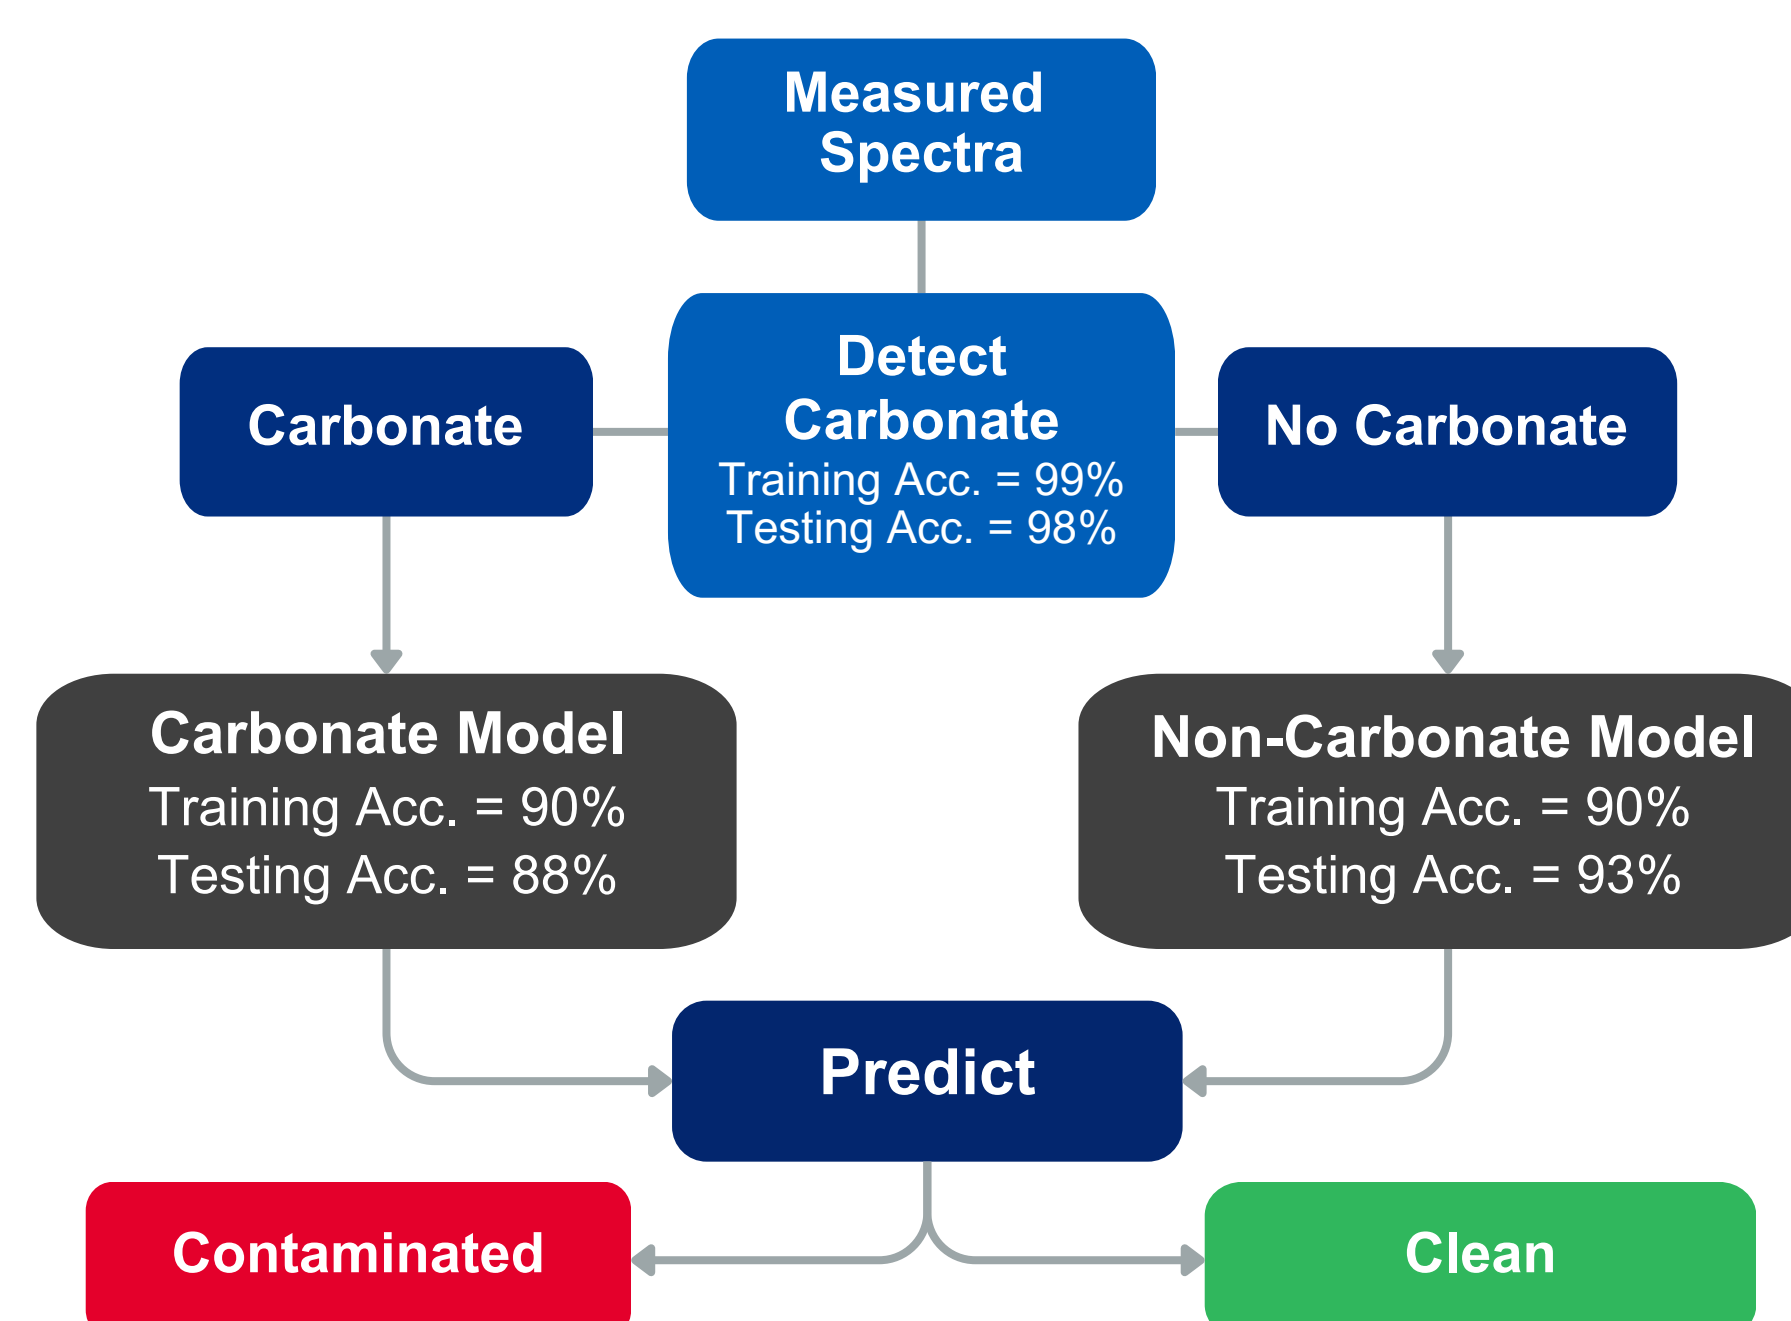 Measured
Spectra
Detect
Carbonate
Training Acc. = 99%
Testing Acc. = 98%
Carbonate
No Carbonate
Carbonate Model
Training Acc. = 90%
Testing Acc. = 88%
Non-Carbonate Model
Training Acc. = 90%
Testing Acc. = 93%
Predict
Contaminated
Clean